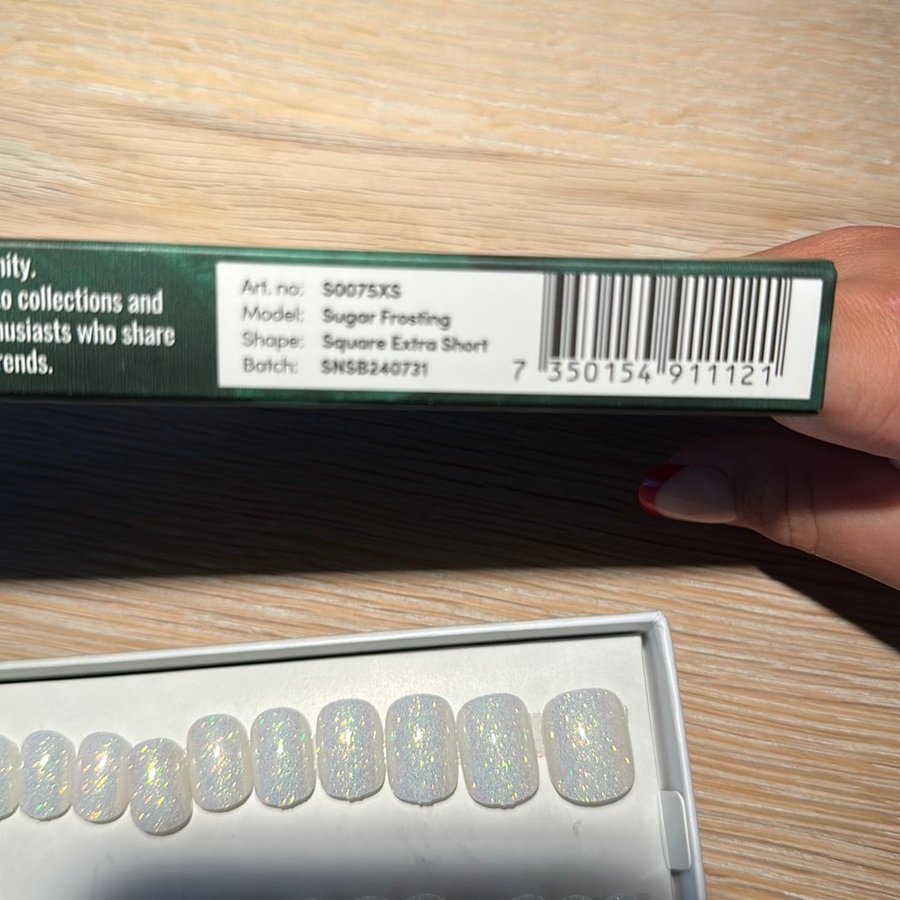 nity.
o collections and
husiasts who share
rends.
Art. no: S0075XS
Model: Sugar Frosting
Shape: Square Extra Short
Batch: SNSB240731
7 350154 911121